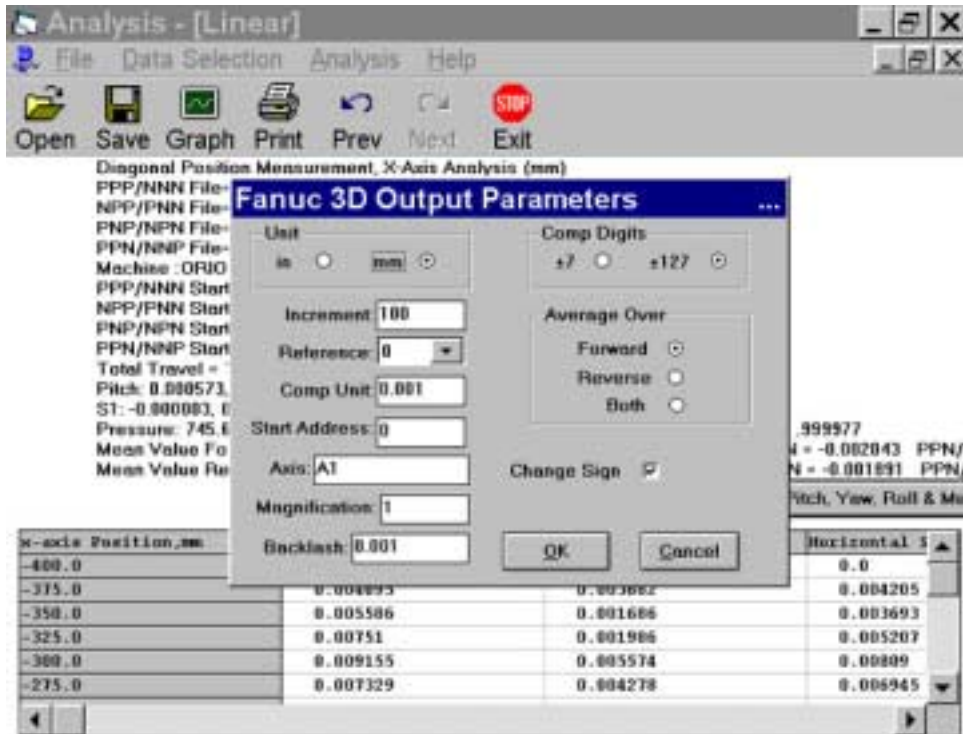 Analysis - [Linear]
File Data Selection Analysis Help
Open Save Graph Print Prev Next STOP Exit
Diagonal Position Measurement, X-Axis Analysis (mm)
PPP/NNN File-
NPP/PNN File-
PNP/NPN File-
PPN/NNP File-
Machine :ORIO
PPP/NNN Start
NPP/PNN Start
PNP/NPN Start
PPN/NNP Start
Total Travel =
Pitch: 0.000573,
S1: -0.000003,
Pressure: 745.6 ,999977
Mean Value Fo = -0.002043 PPN/
Mean Value Re N = -0.001891 PPN/
Pitch, Yaw, Roll &
Fanuc 3D Output Parameters ...
Unit
in mm
Increment: 100
Reference: 0
Comp Unit: 0.001
Start Address: 0
Axis: A1
Magnification: 1
Backlash: 0.001
Comp Digits
±7 ±127
Average Over
Forward
Reverse
Both
Change Sign
OK Cancel
x-axis Position,mm Horizontal S
-400.0 0.0
-375.0 0.004895 0.003682 0.004205
-350.0 0.005586 0.001686 0.003693
-325.0 0.00751 0.001986 0.005207
-300.0 0.009155 0.005574 0.00809
-275.0 0.007329 0.004278 0.006945